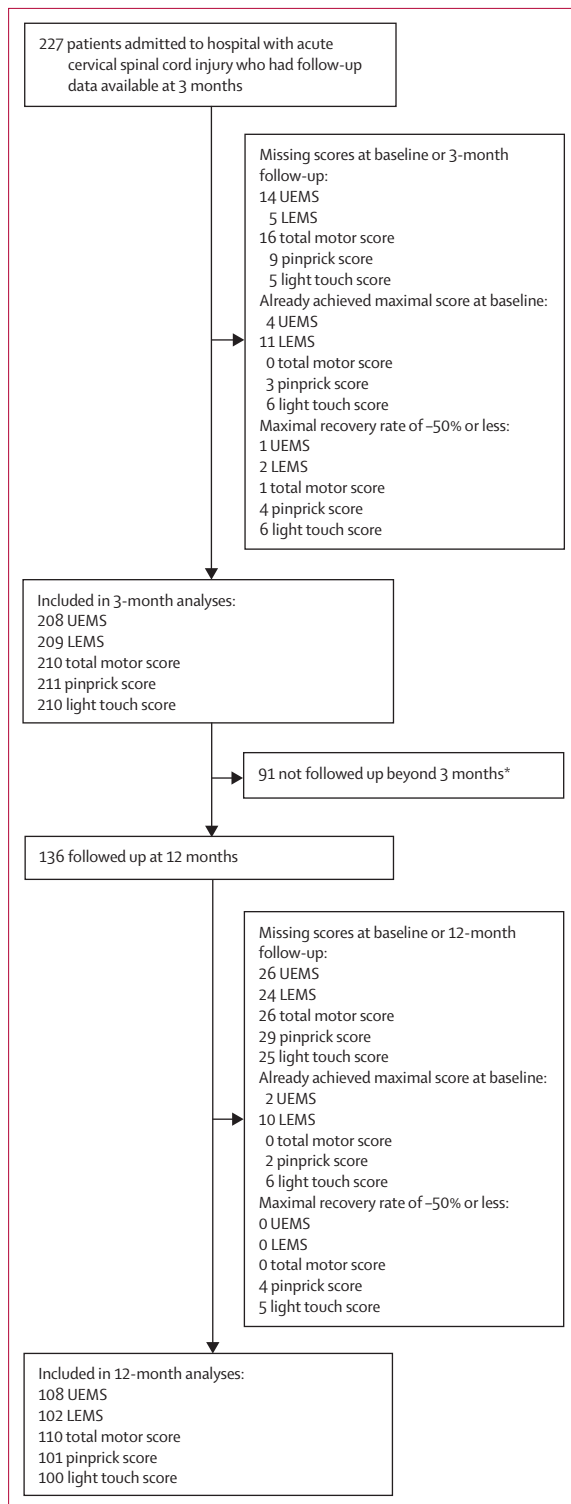 227 patients admitted to hospital with acute
cervical spinal cord injury who had follow-up
data available at 3 months
Missing scores at baseline or 3-month
follow-up:
14 UEMS
5 LEMS
16 total motor score
9 pinprick score
5 light touch score
Already achieved maximal score at baseline:
4 UEMS
11 LEMS
0 total motor score
3 pinprick score
6 light touch score
Maximal recovery rate of –50% or less:
1 UEMS
2 LEMS
1 total motor score
4 pinprick score
6 light touch score
Included in 3-month analyses:
208 UEMS
209 LEMS
210 total motor score
211 pinprick score
210 light touch score
91 not followed up beyond 3 months*
136 followed up at 12 months
Missing scores at baseline or 12-month
follow-up:
26 UEMS
24 LEMS
26 total motor score
29 pinprick score
25 light touch score
Already achieved maximal score at baseline:
2 UEMS
10 LEMS
0 total motor score
2 pinprick score
6 light touch score
Maximal recovery rate of –50% or less:
0 UEMS
0 LEMS
0 total motor score
4 pinprick score
5 light touch score
Included in 12-month analyses:
108 UEMS
102 LEMS
110 total motor score
101 pinprick score
100 light touch score